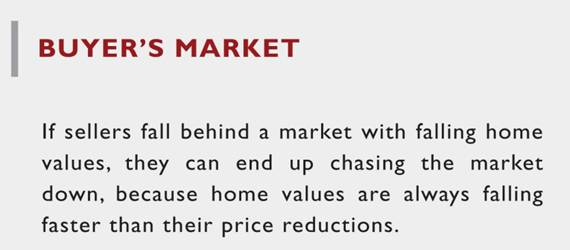 BUYER’S MARKET
If sellers fall behind a market with falling home
values, they can end up chasing the market
down, because home values are always falling
faster than their price reductions.